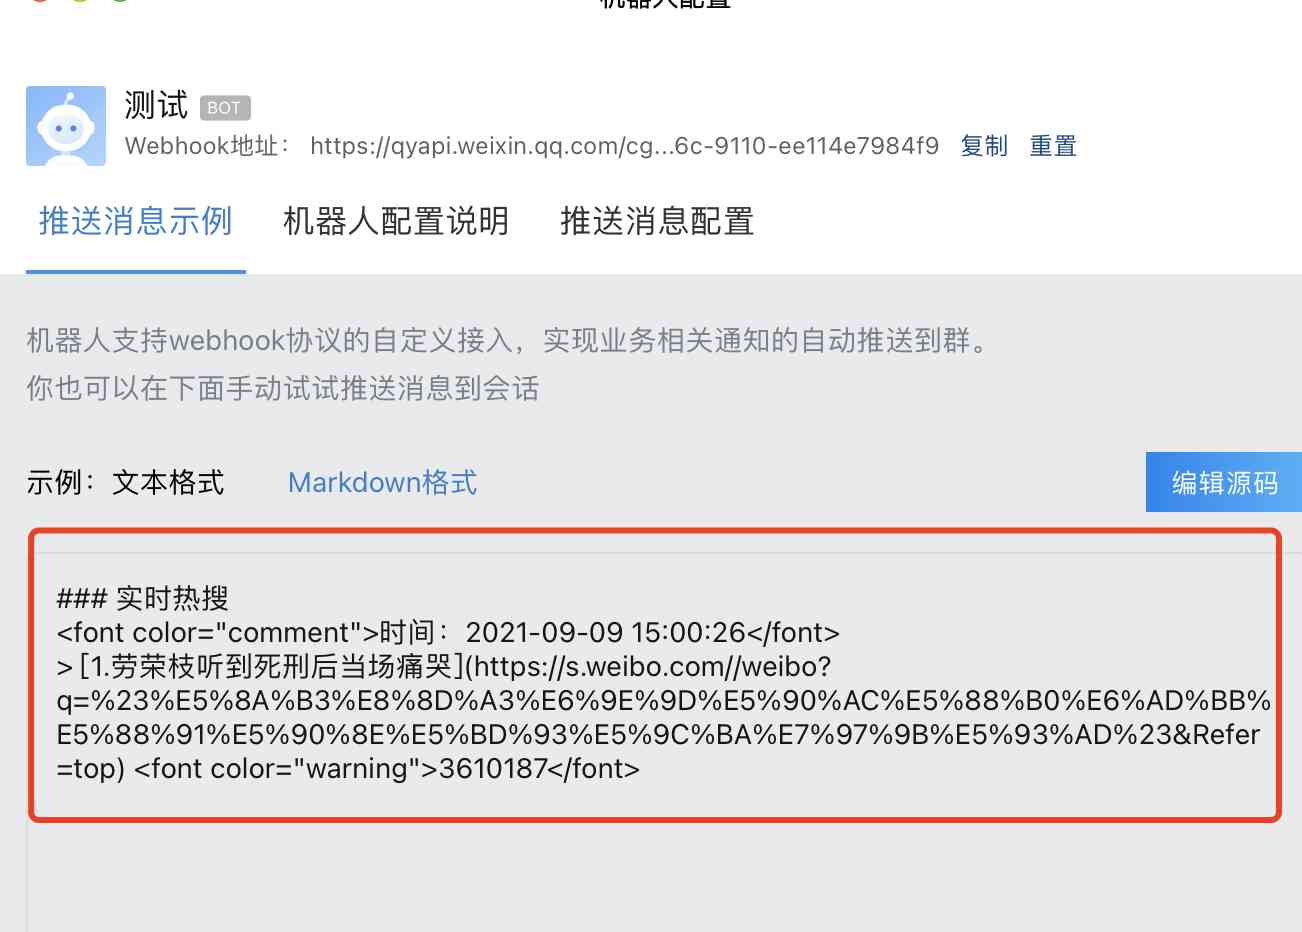 机器人配置
测试 BOT
Webhook地址： https://qyapi.weixin.qq.com/cg...6c-9110-ee114e7984f9 复制 重置
推送消息示例 机器人配置说明 推送消息配置
机器人支持webhook协议的自定义接入，实现业务相关通知的自动推送到群。
你也可以在下面手动试试推送消息到会话
示例：文本格式 Markdown格式 编辑源码
### 实时热搜
<font color="comment">时间：2021-09-09 15:00:26</font>
> [1.劳荣枝听到死刑后当场痛哭](https://s.weibo.com//weibo?
q=%23%E5%8A%B3%E8%8D%A3%E6%9E%9D%E5%90%AC%E5%88%B0%E6%AD%BB%
E5%88%91%E5%90%8E%E5%BD%93%E5%9C%BA%E7%97%9B%E5%93%AD%23&Refer
=top) <font color="warning">3610187</font>